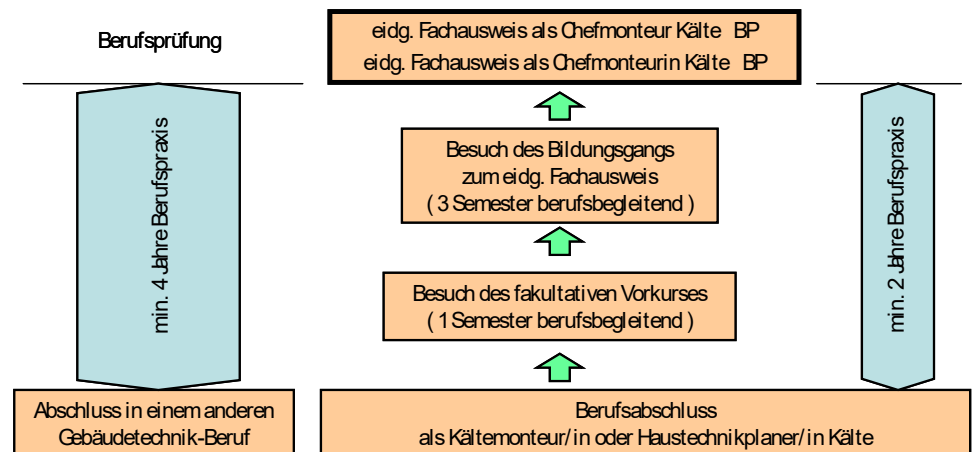 Berufsprüfung
eidg. Fachausweis als Chefmonteur Kälte BP
eidg. Fachausweis als Chefmonteurin Kälte BP
min. 4 Jahre Berufspraxis
Besuch des Bildungsgangs
zum eidg. Fachausweis
( 3 Semester berufsbegleitend )
Besuch des fakultativen Vorkurses
( 1 Semester berufsbegleitend )
min. 2 Jahre Berufspraxis
Abschluss in einem anderen
Gebäudetechnik-Beruf
Berufsabschluss
als Kältemonteur/in oder Haustechnikplaner/in Kälte